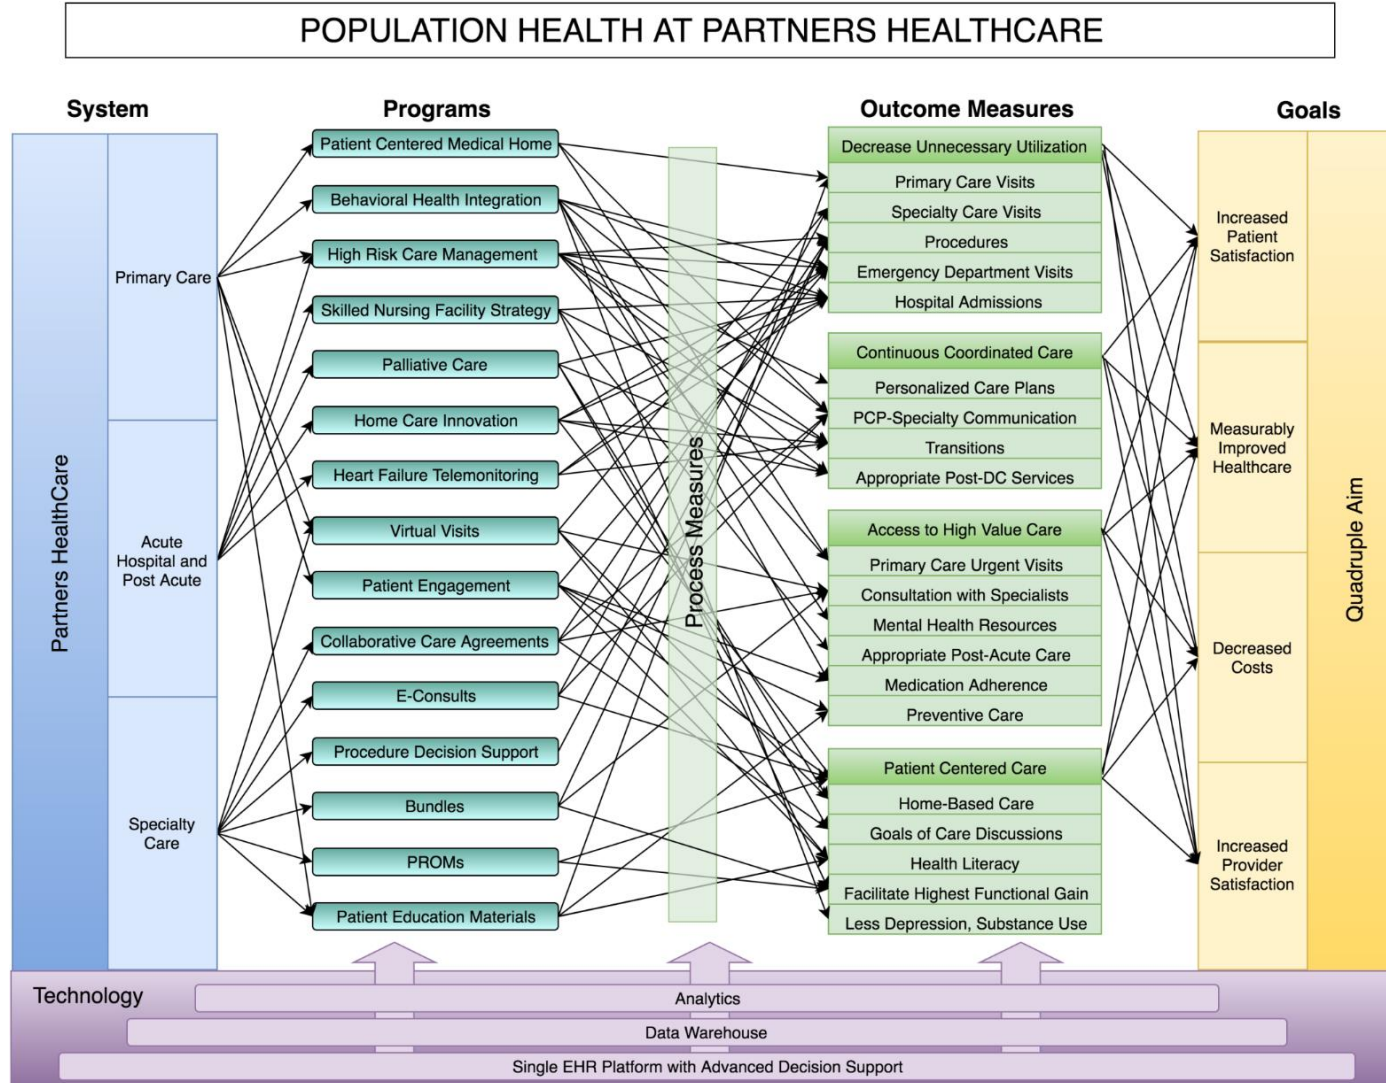 POPULATION HEALTH AT PARTNERS HEALTHCARE
System
Programs
Outcome Measures
Goals
Partners HealthCare
Primary Care
Acute
Hospital and
Post Acute
Specialty
Care
Patient Centered Medical Home
Behavioral Health Integration
High Risk Care Management
Skilled Nursing Facility Strategy
Palliative Care
Home Care Innovation
Heart Failure Telemonitoring
Virtual Visits
Patient Engagement
Collaborative Care Agreements
E-Consults
Procedure Decision Support
Bundles
PROMs
Patient Education Materials
Process Measures
Decrease Unnecessary Utilization
Primary Care Visits
Specialty Care Visits
Procedures
Emergency Department Visits
Hospital Admissions
Continuous Coordinated Care
Personalized Care Plans
PCP-Specialty Communication
Transitions
Appropriate Post-DC Services
Access to High Value Care
Primary Care Urgent Visits
Consultation with Specialists
Mental Health Resources
Appropriate Post-Acute Care
Medication Adherence
Preventive Care
Patient Centered Care
Home-Based Care
Goals of Care Discussions
Health Literacy
Facilitate Highest Functional Gain
Less Depression, Substance Use
Increased
Patient
Satisfaction
Measurably
Improved
Healthcare
Decreased
Costs
Increased
Provider
Satisfaction
Quadruple Aim
Technology
Analytics
Data Warehouse
Single EHR Platform with Advanced Decision Support